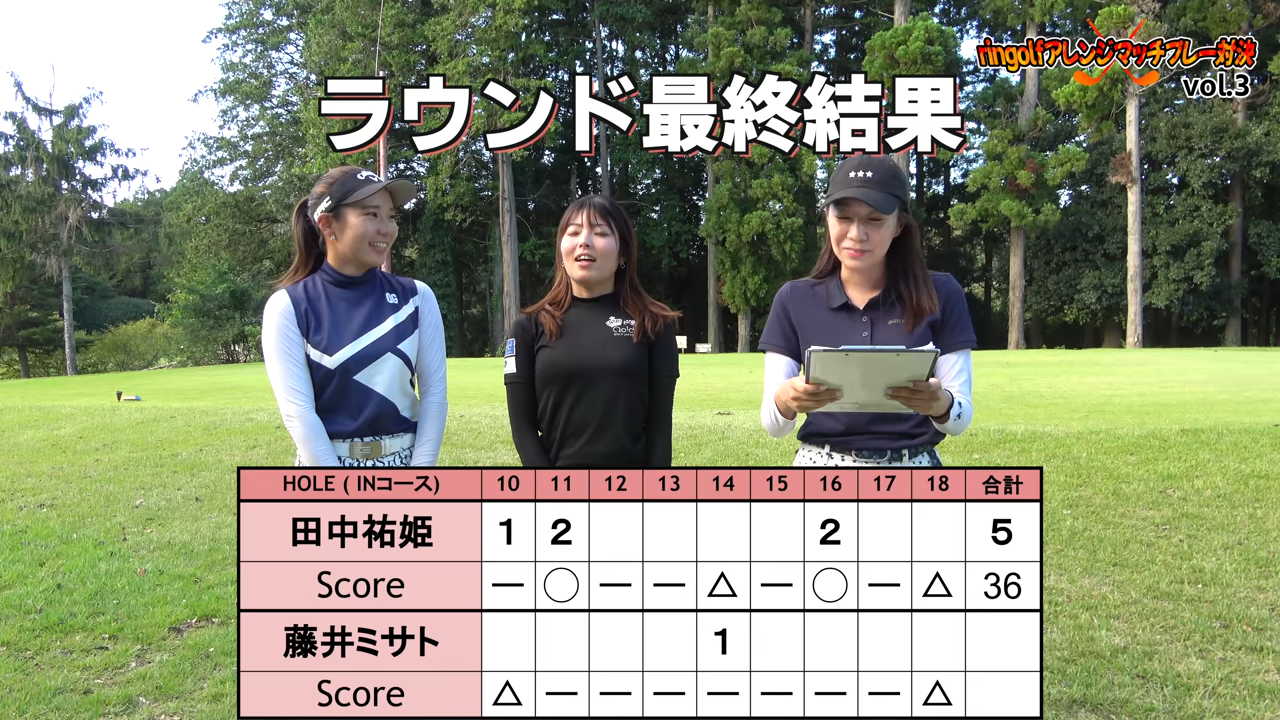 ringolfアレンジマッチプレー対決
vol.3
ラウンド最終結果
OG
HOLE ( INコース) 10 11 12 13 14 15 16 17 18 合計
田中祐姫 1 2 2 5
Score － ○ － － △ － ○ － △ 36
藤井ミサト 1
Score △ － － － － － － － △